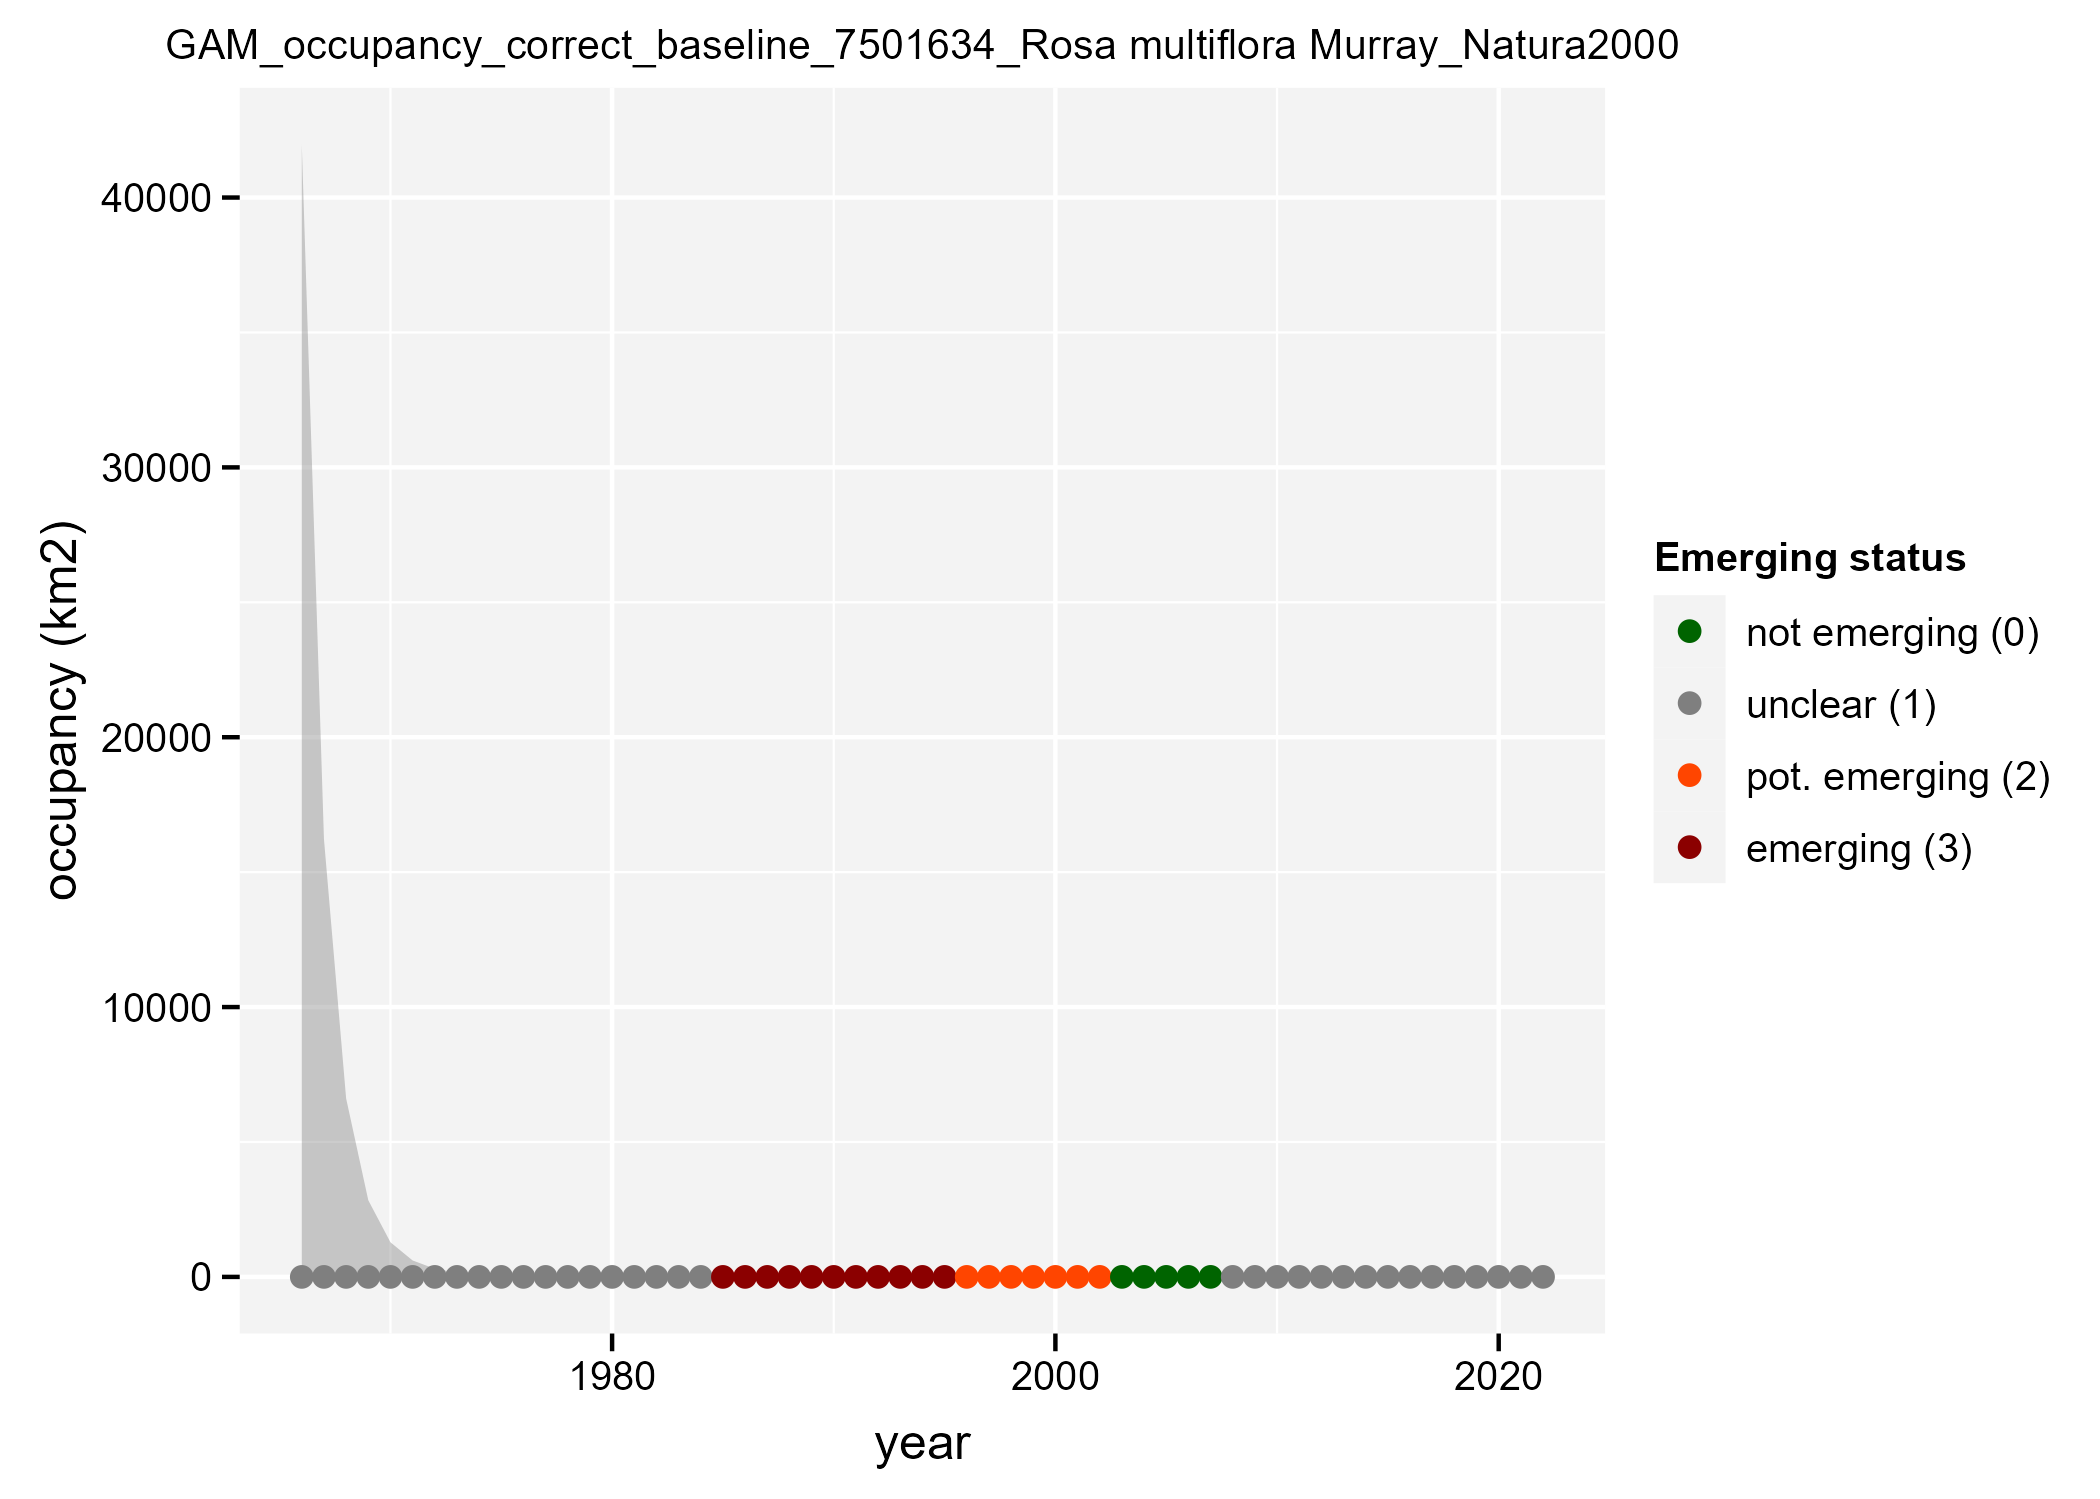 GAM_occupancy_correct_baseline_7501634_Rosa multiflora Murray_Natura2000
occupancy (km2)
40000
30000
20000
10000
0
1980
2000
2020
year
Emerging status
not emerging (0)
unclear (1)
pot. emerging (2)
emerging (3)